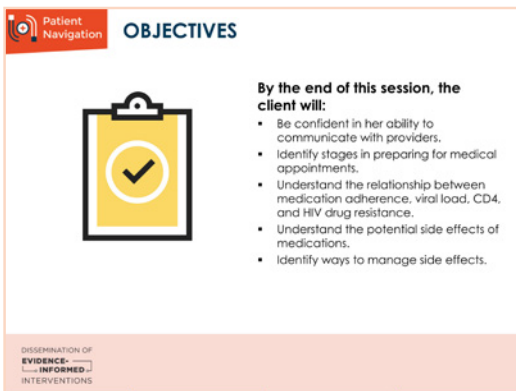 Patient
Navigation
OBJECTIVES
By the end of this session, the
client will:
▪ Be confident in her ability to
communicate with providers.
▪ Identify stages in preparing for medical
appointments.
▪ Understand the relationship between
medication adherence, viral load, CD4,
and HIV drug resistance.
▪ Understand the potential side effects of
medications.
▪ Identify ways to manage side effects.
DISSEMINATION OF
EVIDENCE-
INFORMED
INTERVENTIONS